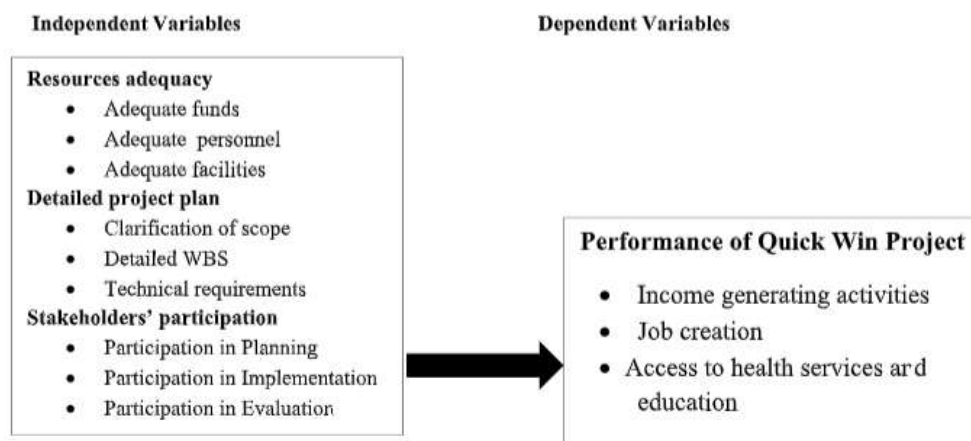 Independent Variables
Dependent Variables
Resources adequacy
• Adequate funds
• Adequate personnel
• Adequate facilities
Detailed project plan
• Clarification of scope
• Detailed WBS
• Technical requirements
Stakeholders' participation
• Participation in Planning
• Participation in Implementation
• Participation in Evaluation
Performance of Quick Win Project
• Income generating activities
• Job creation
• Access to health services ard
education